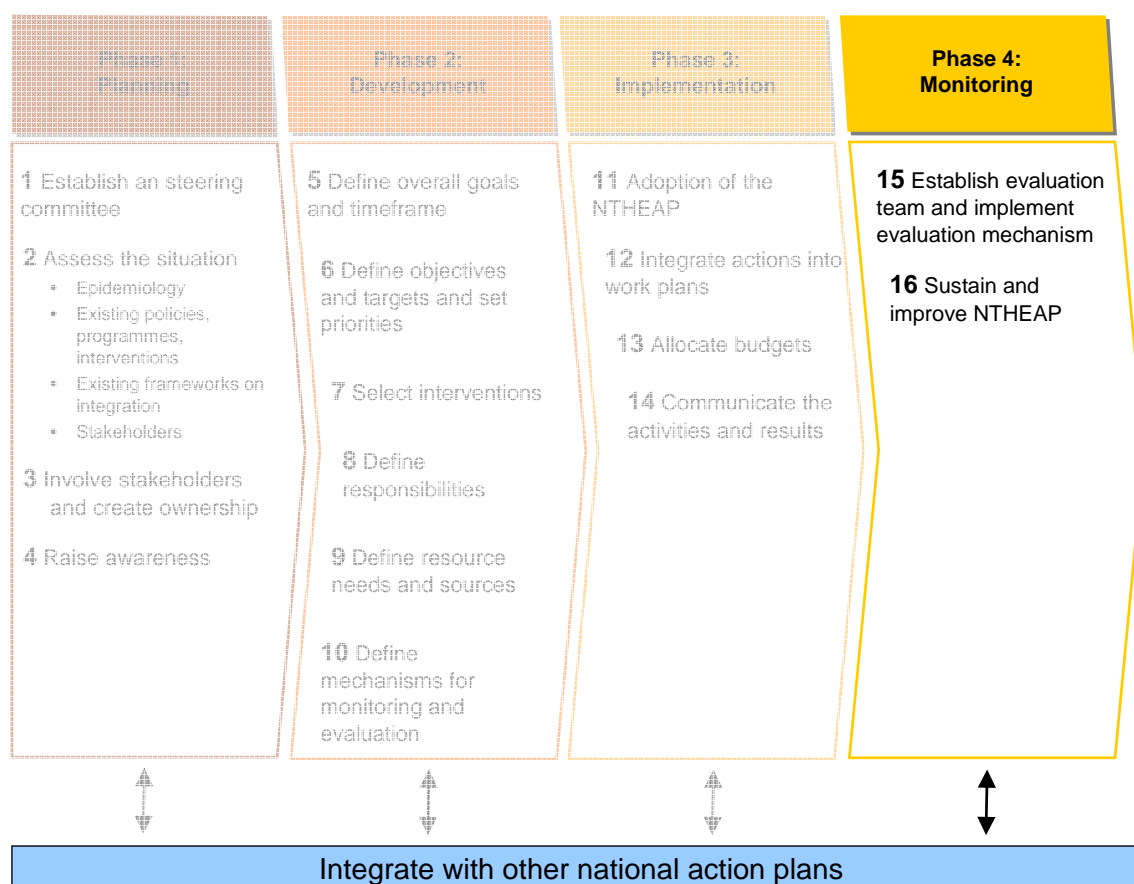 Phase 2:
Development
Phase 3:
Implementation
Phase 4:
Monitoring
1 Establish an steering
committee
2 Assess the situation
• Epidemiology
• Existing policies,
programmes,
interventions
• Existing frameworks on
integration
• Stakeholders
3 Involve stakeholders
and create ownership
4 Raise awareness
5 Define overall goals
and timeframe
6 Define objectives
and targets and set
priorities
7 Select interventions
8 Define
responsibilities
9 Define resource
needs and sources
10 Define
mechanisms for
monitoring and
evaluation
11 Adoption of the
NTHEAP
12 Integrate actions into
work plans
13 Allocate budgets
14 Communicate the
activities and results
15 Establish evaluation
team and implement
evaluation mechanism
16 Sustain and
improve NTHEAP
Integrate with other national action plans